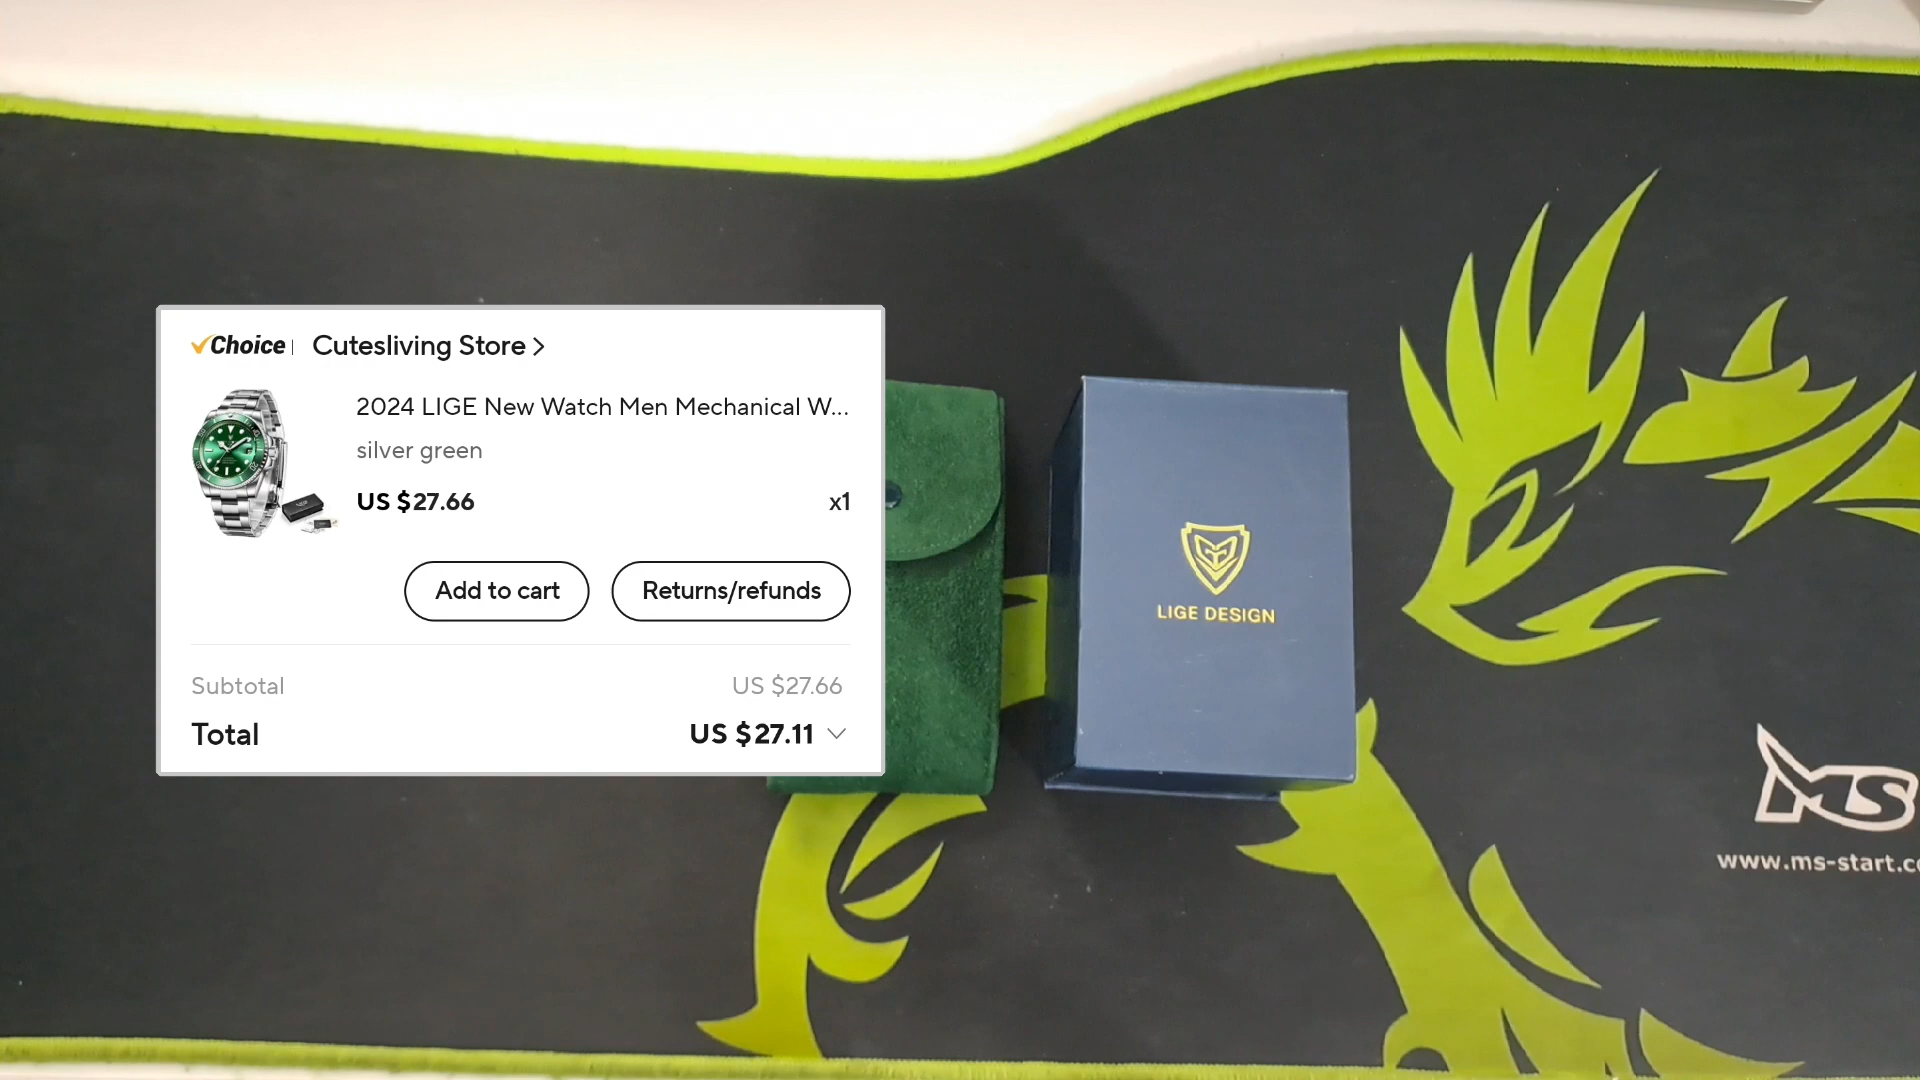 Choice
Cutesliving Store
2024 LIGE New Watch Men Mechanical W...
silver green
US $27.66
x1
Add to cart
Returns/refunds
Subtotal
US $27.66
Total
US $27.11
LIGE DESIGN
MS
www.ms-start.c